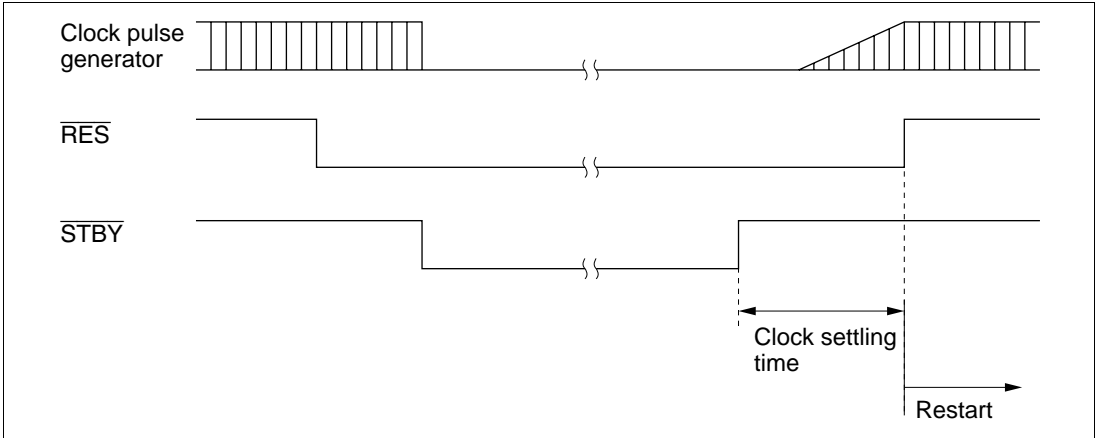 Clock pulse
generator
RES
STBY
Clock settling
time
Restart